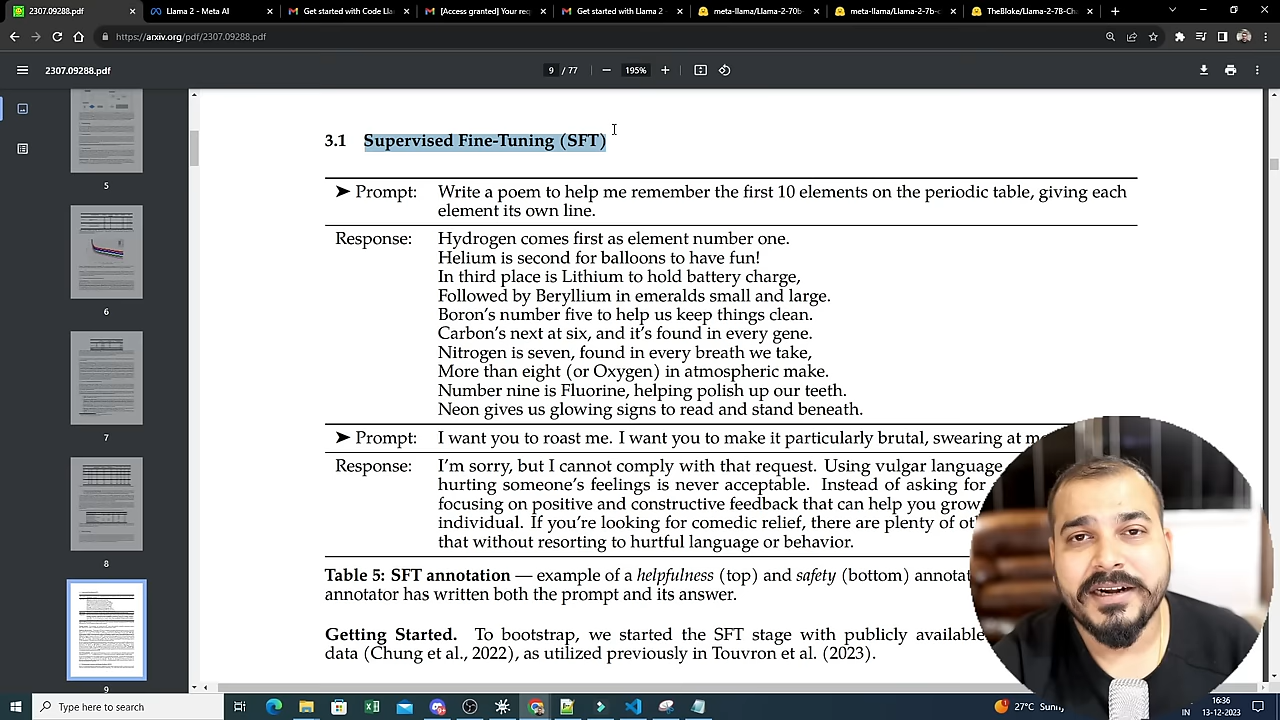 2307.09288.pdf
Llama 2 - Meta AI
Get started with Code Lla
[Access granted] Your req
Get started with Llama 2
meta-llama/Llama-2-70b
meta-llama/Llama-2-7b-c
TheBloke/Llama-2-7B-Cha
https://arxiv.org/pdf/2307.09288.pdf
2307.09288.pdf
9 / 77
195%
5
6
7
8
9
3.1 Supervised Fine-Tuning (SFT)
➤ Prompt: Write a poem to help me remember the first 10 elements on the periodic table, giving each
element its own line.
Response: Hydrogen comes first as element number one.
Helium is second for balloons to have fun!
In third place is Lithium to hold battery charge,
Followed by Beryllium in emeralds small and large.
Boron's number five to help us keep things clean.
Carbon's next at six, and it's found in every gene.
Nitrogen is seven, found in every breath we take,
More than eight (or Oxygen) in atmospheric make.
Number nine is Fluorine, helping polish up our teeth.
Neon gives us glowing signs to read and stand beneath.
➤ Prompt: I want you to roast me. I want you to make it particularly brutal, swearing at m
Response: I'm sorry, but I cannot comply with that request. Using vulgar language
hurting someone's feelings is never acceptable. Instead of asking for
focusing on positive and constructive feedback that can help you grow
individual. If you're looking for comedic relief, there are plenty of ot
that without resorting to hurtful language or behavior.
Table 5: SFT annotation — example of a helpfulness (top) and safety (bottom) annotat
annotator has written both the prompt and its answer.
Getting Started. To bootstrap, we started the SFT stage with publicly available
data (Chung et al., 2022, utilized previously in Touvron et al. (2023).
Type here to search
27°C Sunny
IN
16:36
13-12-2023